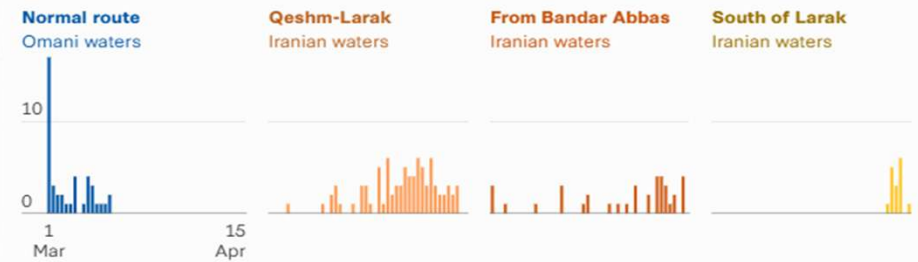 Normal route
Omani waters
Qeshm-Larak
Iranian waters
From Bandar Abbas
Iranian waters
South of Larak
Iranian waters
10
0
1
Mar
15
Apr